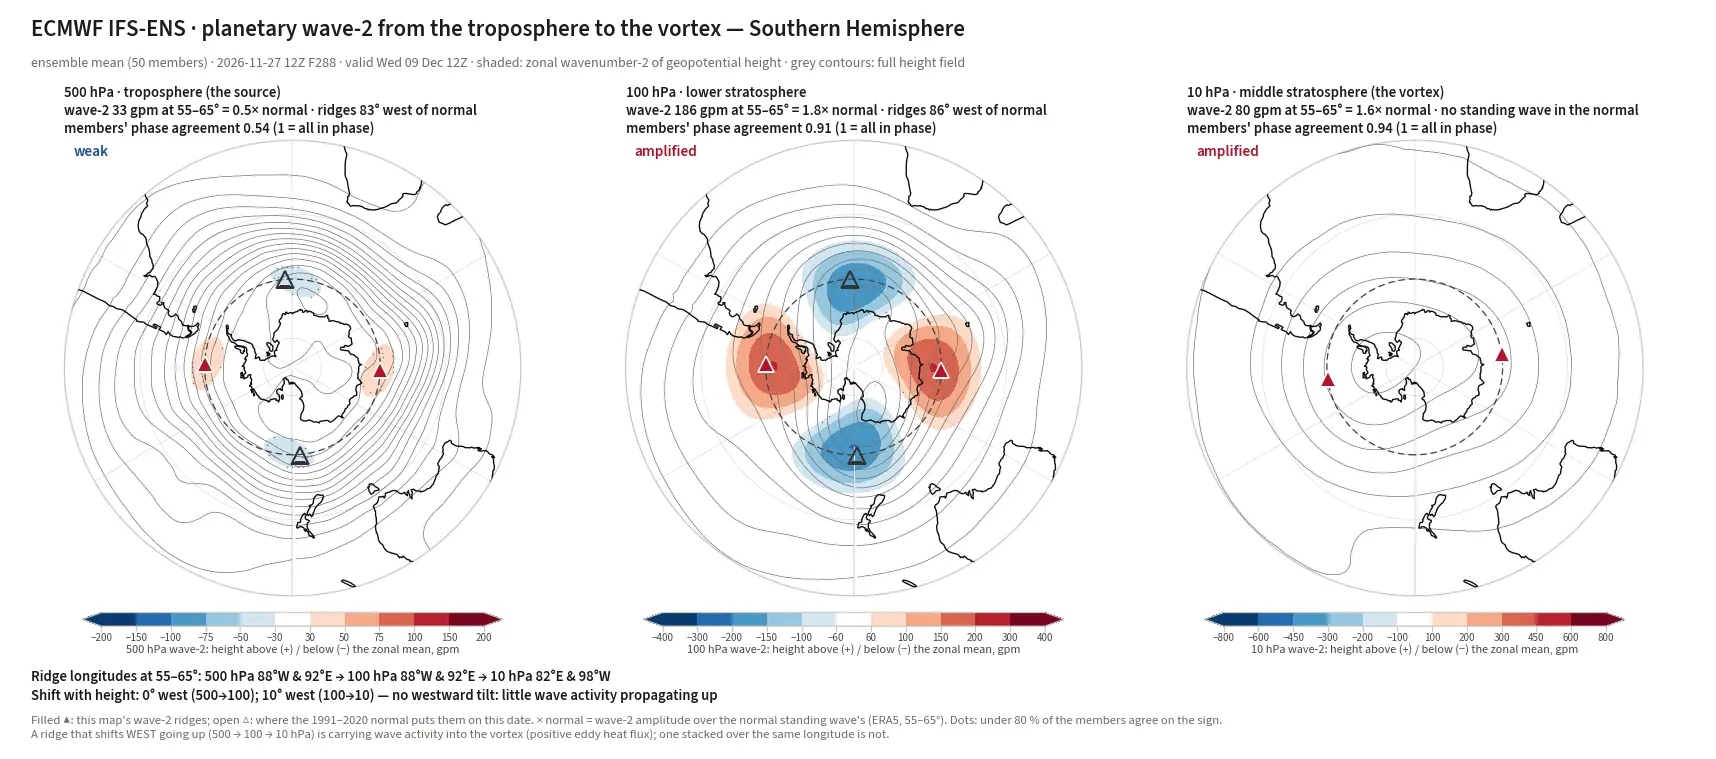 ECMWF IFS-ENS · planetary wave-2 from the troposphere to the vortex — Southern Hemisphere
ensemble mean (50 members) · 2026-11-27 12Z F288 · valid Wed 09 Dec 12Z · shaded: zonal wavenumber-2 of geopotential height · grey contours: full height field
500 hPa · troposphere (the source)
wave-2 33 gpm at 55–65° = 0.5× normal · ridges 83° west of normal
members' phase agreement 0.54 (1 = all in phase)
weak
100 hPa · lower stratosphere
wave-2 186 gpm at 55–65° = 1.8× normal · ridges 86° west of normal
members' phase agreement 0.91 (1 = all in phase)
amplified
10 hPa · middle stratosphere (the vortex)
wave-2 80 gpm at 55–65° = 1.6× normal · no standing wave in the normal
members' phase agreement 0.94 (1 = all in phase)
amplified
−200 −150 −100 −75 −50 −30 30 50 75 100 150 200
500 hPa wave-2: height above (+) / below (−) the zonal mean, gpm
−400 −300 −200 −150 −100 −60 60 100 150 200 300 400
100 hPa wave-2: height above (+) / below (−) the zonal mean, gpm
−800 −600 −450 −300 −200 −100 100 200 300 450 600 800
10 hPa wave-2: height above (+) / below (−) the zonal mean, gpm
Ridge longitudes at 55–65°: 500 hPa 88°W & 92°E → 100 hPa 88°W & 92°E → 10 hPa 82°E & 98°W
Shift with height: 0° west (500→100); 10° west (100→10) — no westward tilt: little wave activity propagating up
Filled ▲: this map's wave-2 ridges; open △: where the 1991–2020 normal puts them on this date. × normal = wave-2 amplitude over the normal standing wave's (ERA5, 55–65°). Dots: under 80 % of the members agree on the sign.
A ridge that shifts WEST going up (500 → 100 → 10 hPa) is carrying wave activity into the vortex (positive eddy heat flux); one stacked over the same longitude is not.